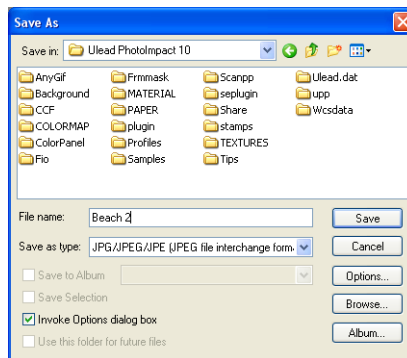 Save As
Save in: Ulead PhotoImpact 10
AnyGif Frmmask Scanpp Ulead.dat
Background MATERIAL seplugin upp
CCF PAPER Share Wcsdata
COLORMAP plugin stamps
ColorPanel Profiles TEXTURES
Fio Samples Tips
File name: Beach 2 Save
Save as type: JPG/JPEG/JPE (JPEG file interchange form Cancel
Save to Album Options...
Save Selection Browse...
Invoke Options dialog box
Use this folder for future files Album...